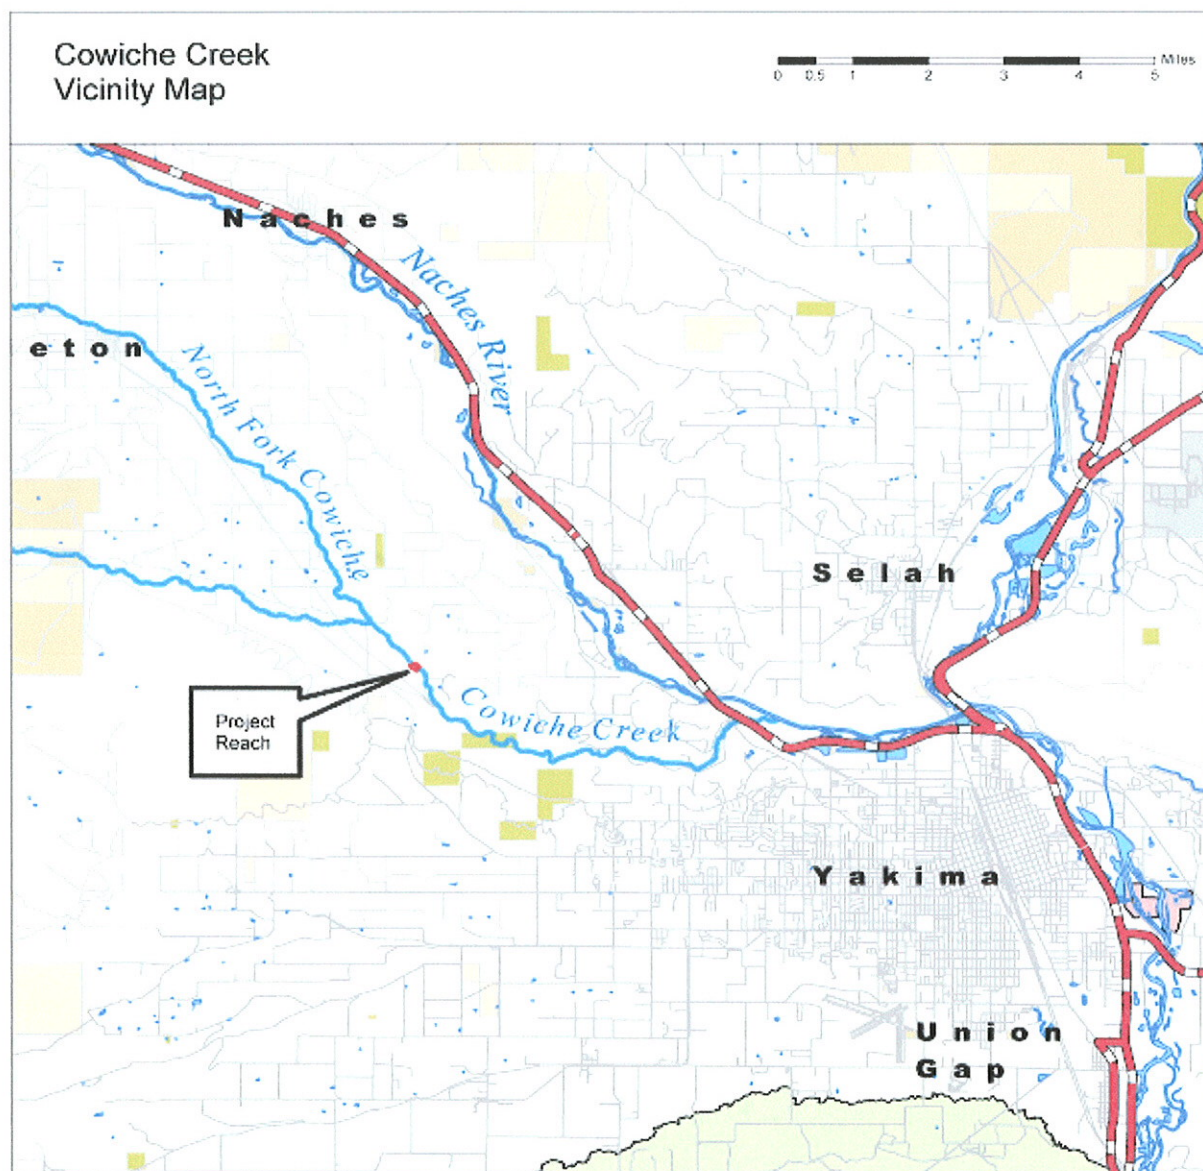 Cowiche Creek
Vicinity Map
Miles
0 0.5 1 2 3 4 5
Naches
Naches River
eton
North Fork Cowiche
Selah
Project
Reach
Cowiche Creek
Yakima
Union
Gap